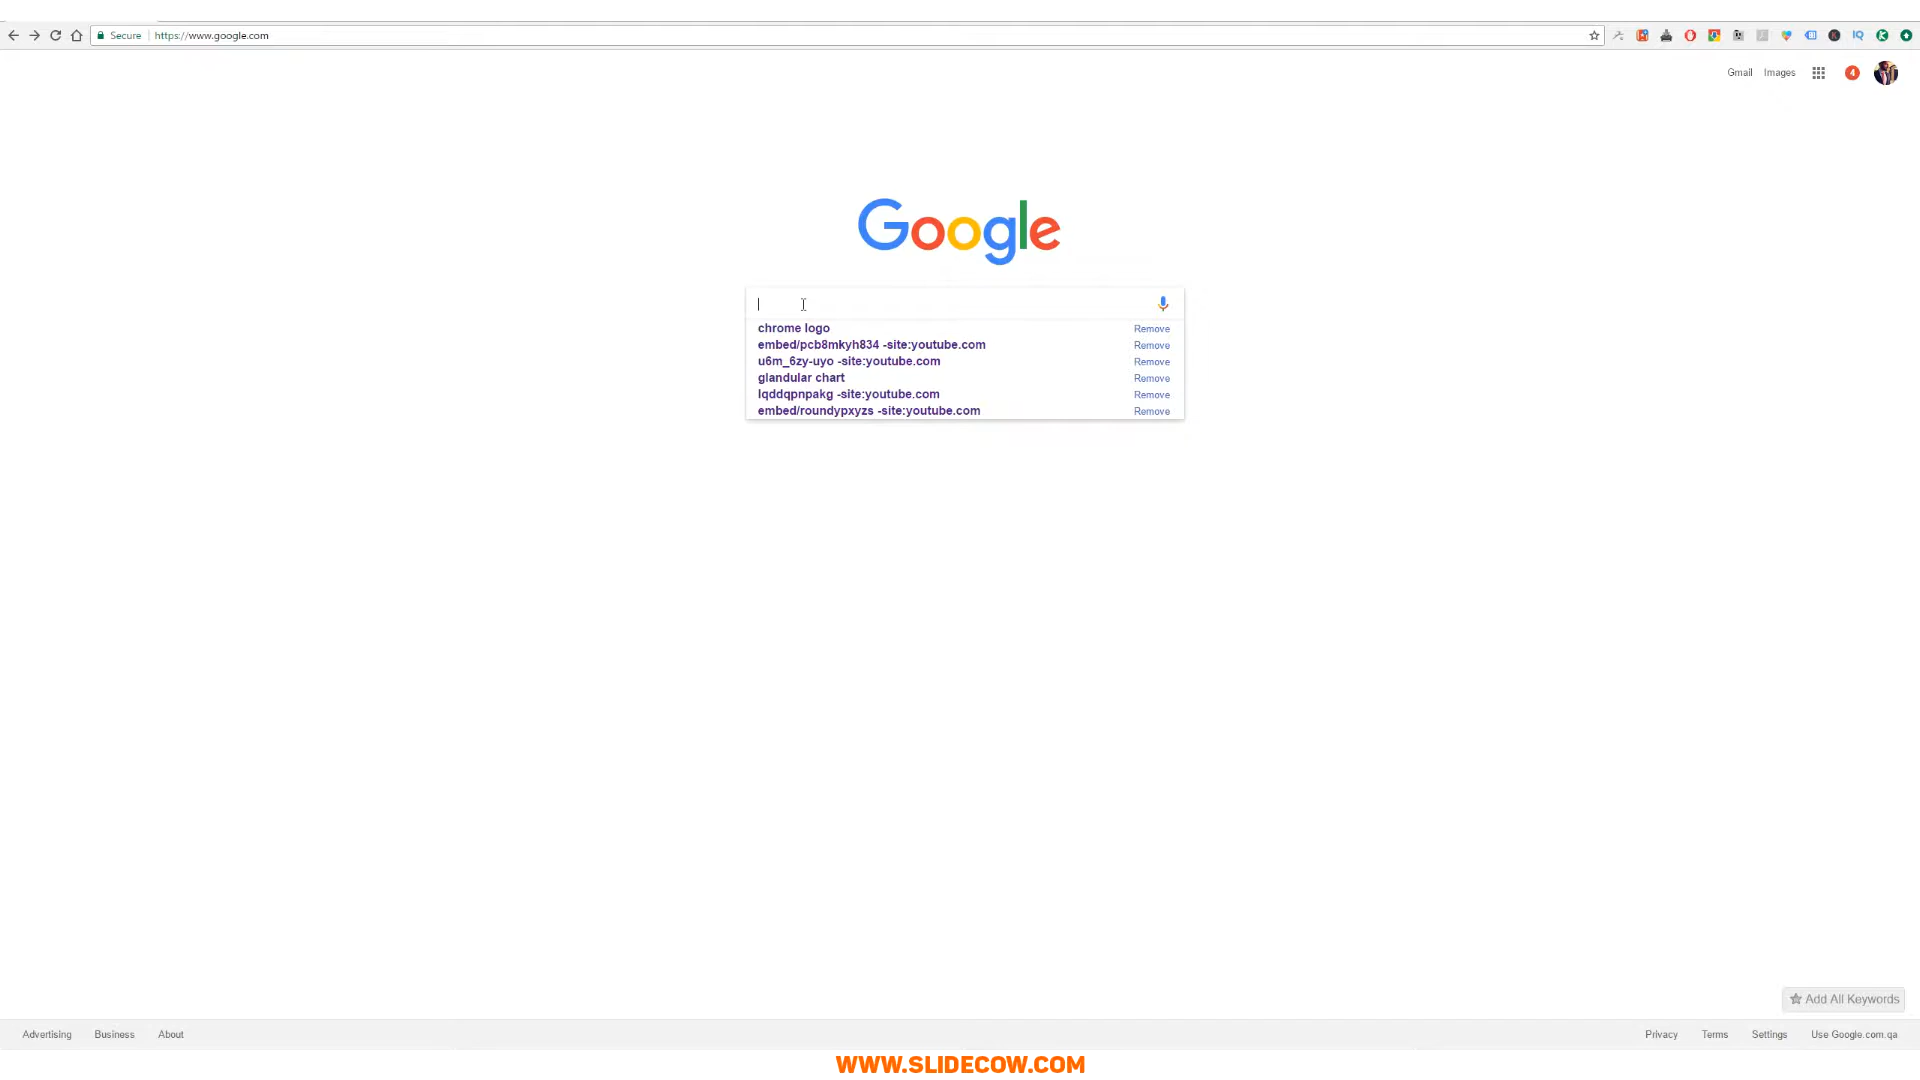 Secure https://www.google.com
Gmail Images 4
Google
chrome logo Remove
embed/pcb8mkyh834 -site:youtube.com Remove
u6m_6zy-uyo -site:youtube.com Remove
glandular chart Remove
lqddqpnpakg -site:youtube.com Remove
embed/roundypxyzs -site:youtube.com Remove
Add All Keywords
Advertising Business About Privacy Terms Settings Use Google.com.qa
WWW.SLIDECOW.COM